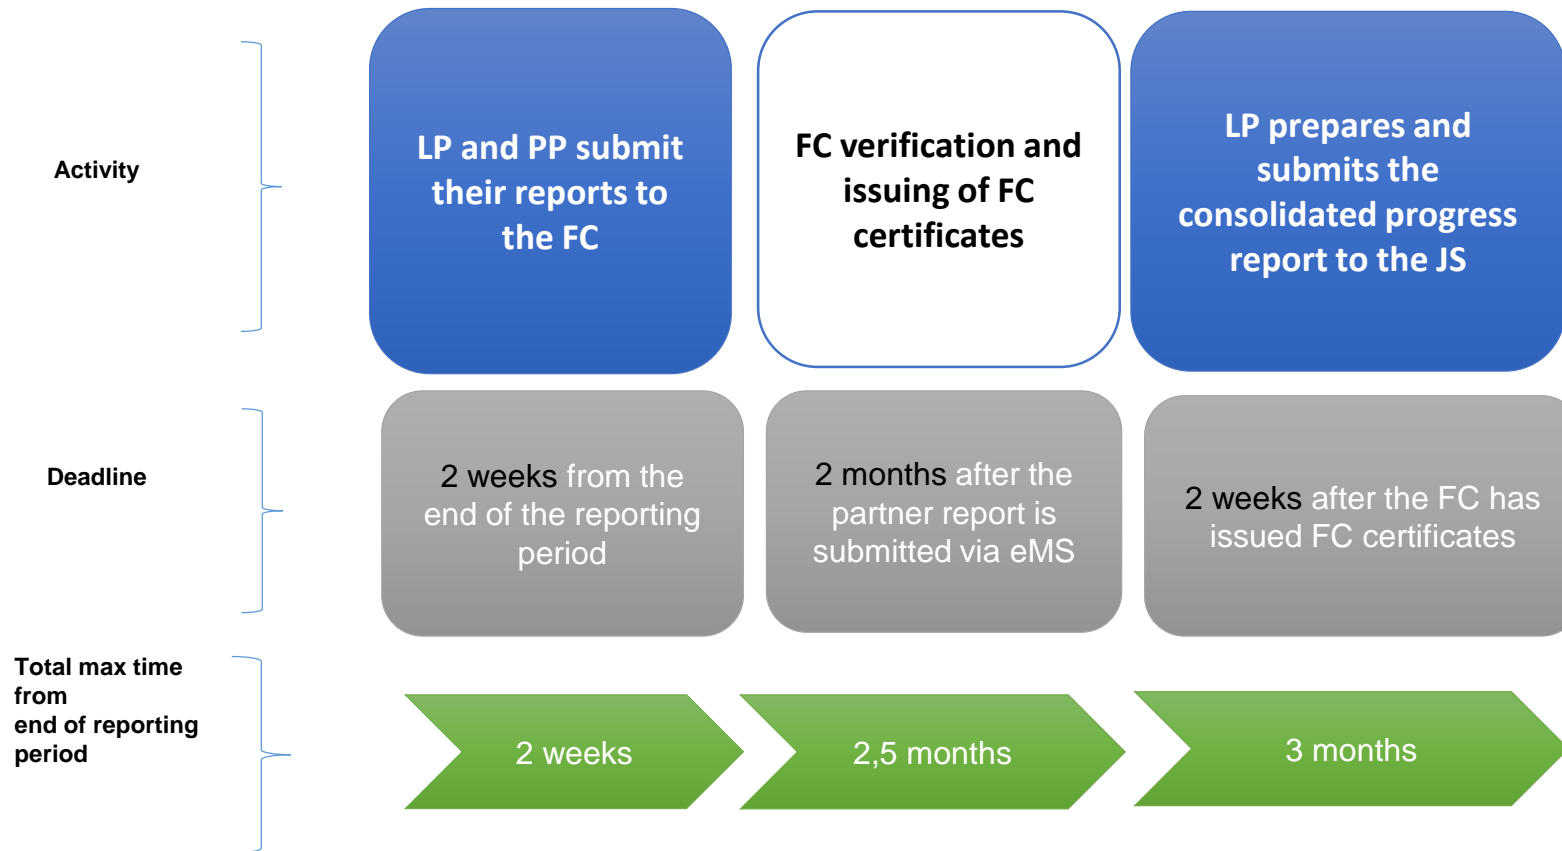 Activity
LP and PP submit
their reports to
the FC
FC verification and
issuing of FC
certificates
LP prepares and
submits the
consolidated progress
report to the JS
Deadline
2 weeks from the
end of the reporting
period
2 months after the
partner report is
submitted via eMS
2 weeks after the FC has
issued FC certificates
Total max time
from
end of reporting
period
2 weeks
2,5 months
3 months